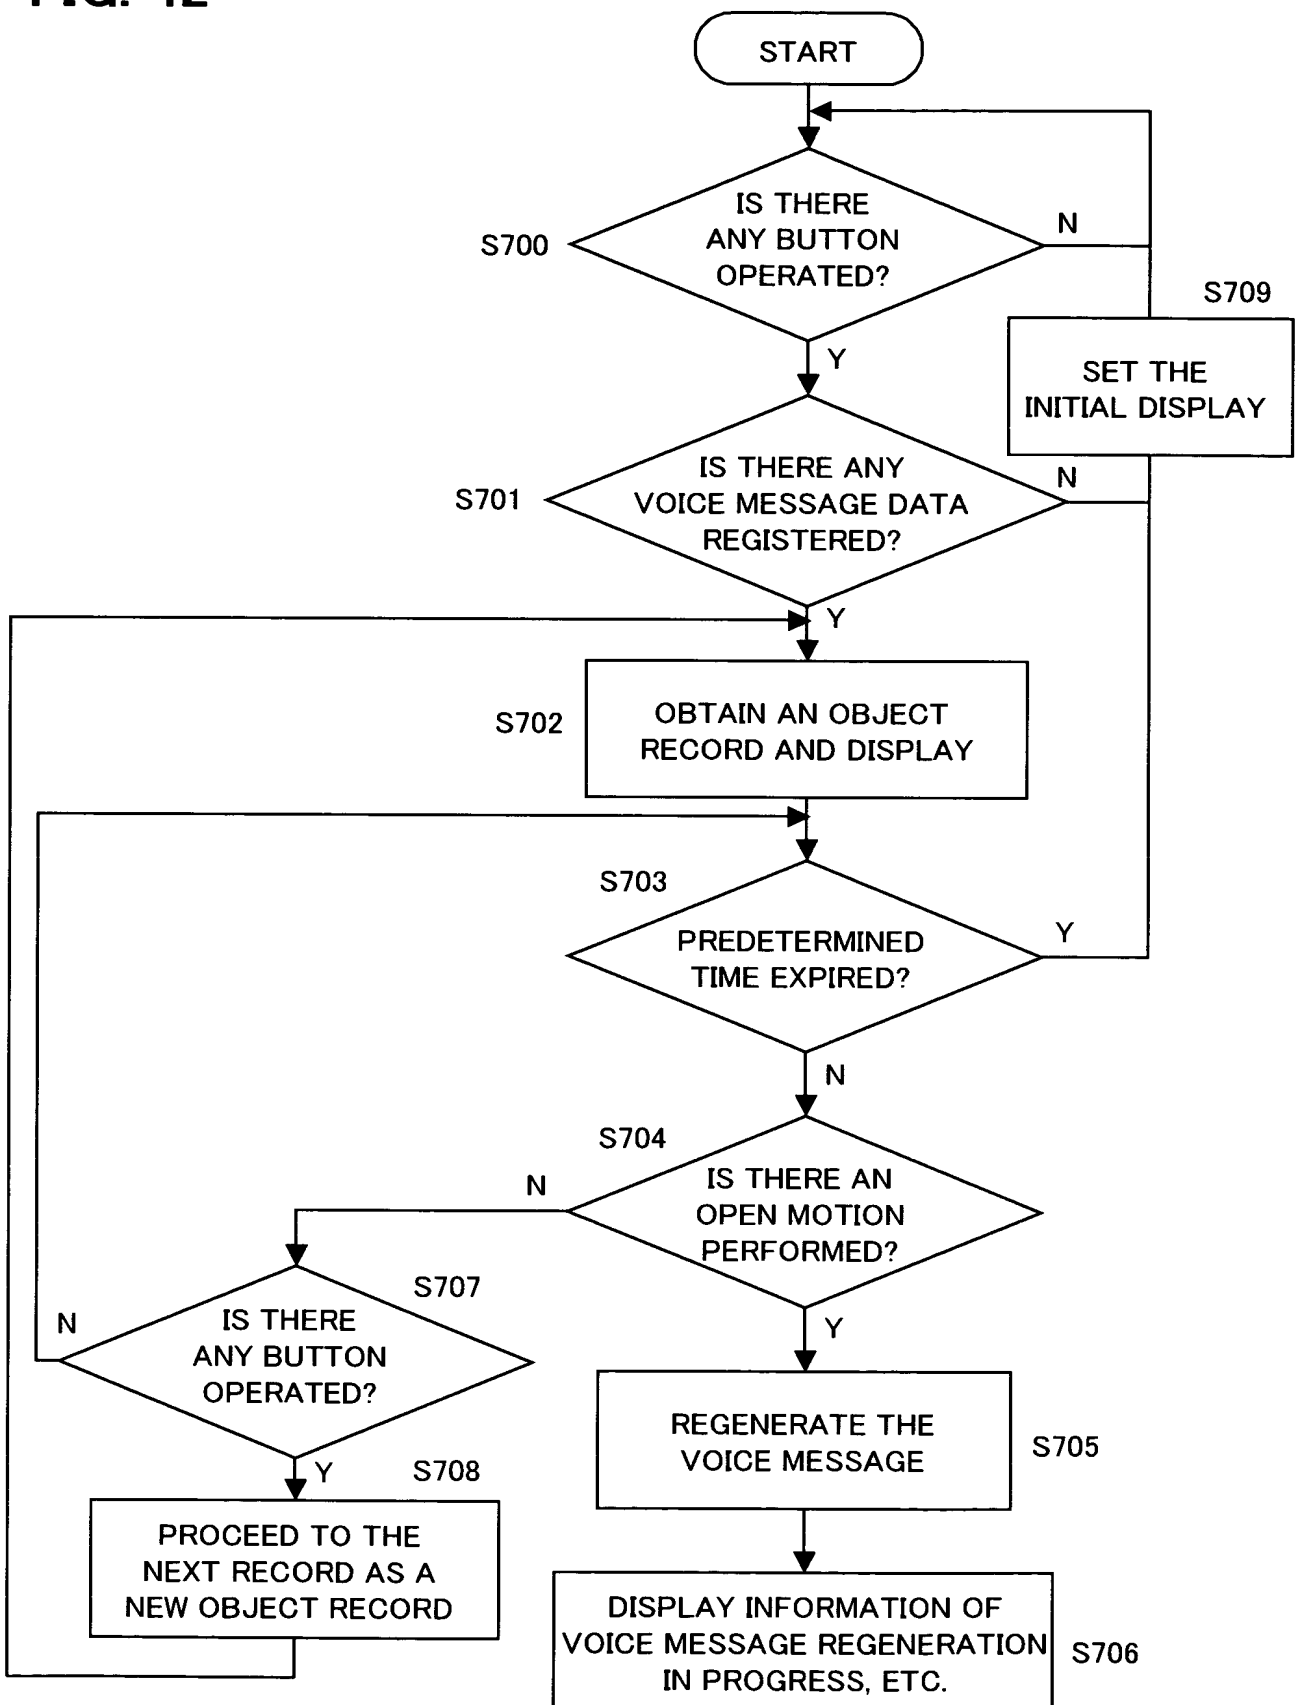 FIG. 12
START
IS THERE
ANY BUTTON
OPERATED?
N
S700
S709
Y
SET THE
INITIAL DISPLAY
IS THERE ANY
VOICE MESSAGE DATA
REGISTERED?
N
S701
Y
OBTAIN AN OBJECT
RECORD AND DISPLAY
S702
S703
PREDETERMINED
TIME EXPIRED?
Y
N
S704
IS THERE AN
OPEN MOTION
PERFORMED?
N
S707
IS THERE
ANY BUTTON
OPERATED?
N
Y
REGENERATE THE
VOICE MESSAGE
S705
Y
S708
PROCEED TO THE
NEXT RECORD AS A
NEW OBJECT RECORD
DISPLAY INFORMATION OF
VOICE MESSAGE REGENERATION
IN PROGRESS, ETC.
S706